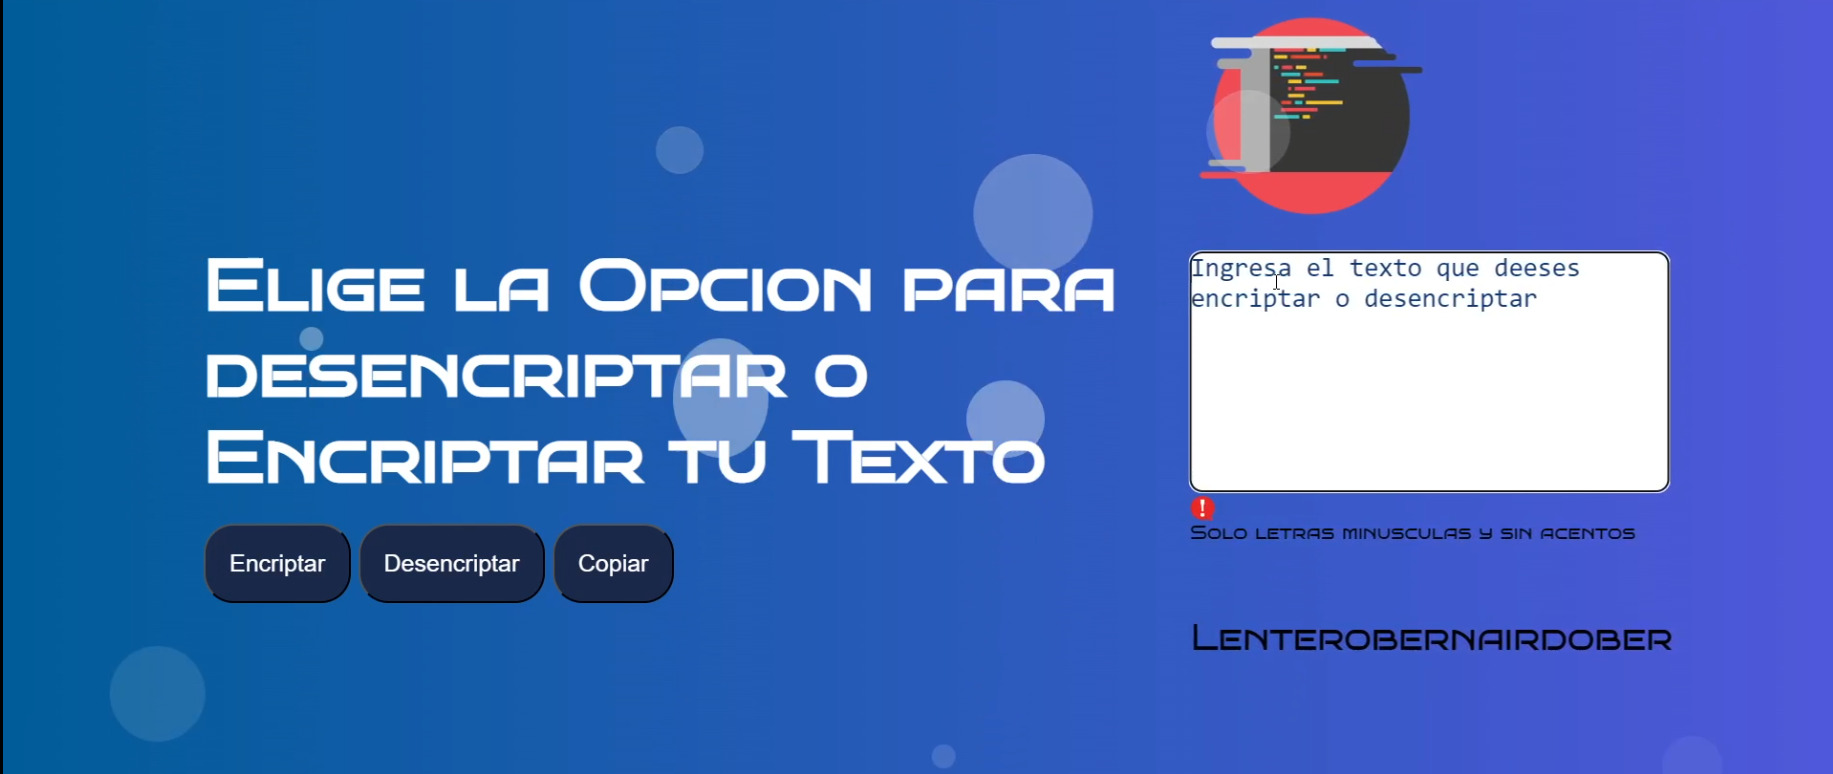 Elige la Opcion para
desencriptar o
Encriptar tu Texto
Encriptar
Desencriptar
Copiar
Ingresa el texto que deeses
encriptar o desencriptar
!
Solo letras minusculas y sin acentos
Lenterobernairdober